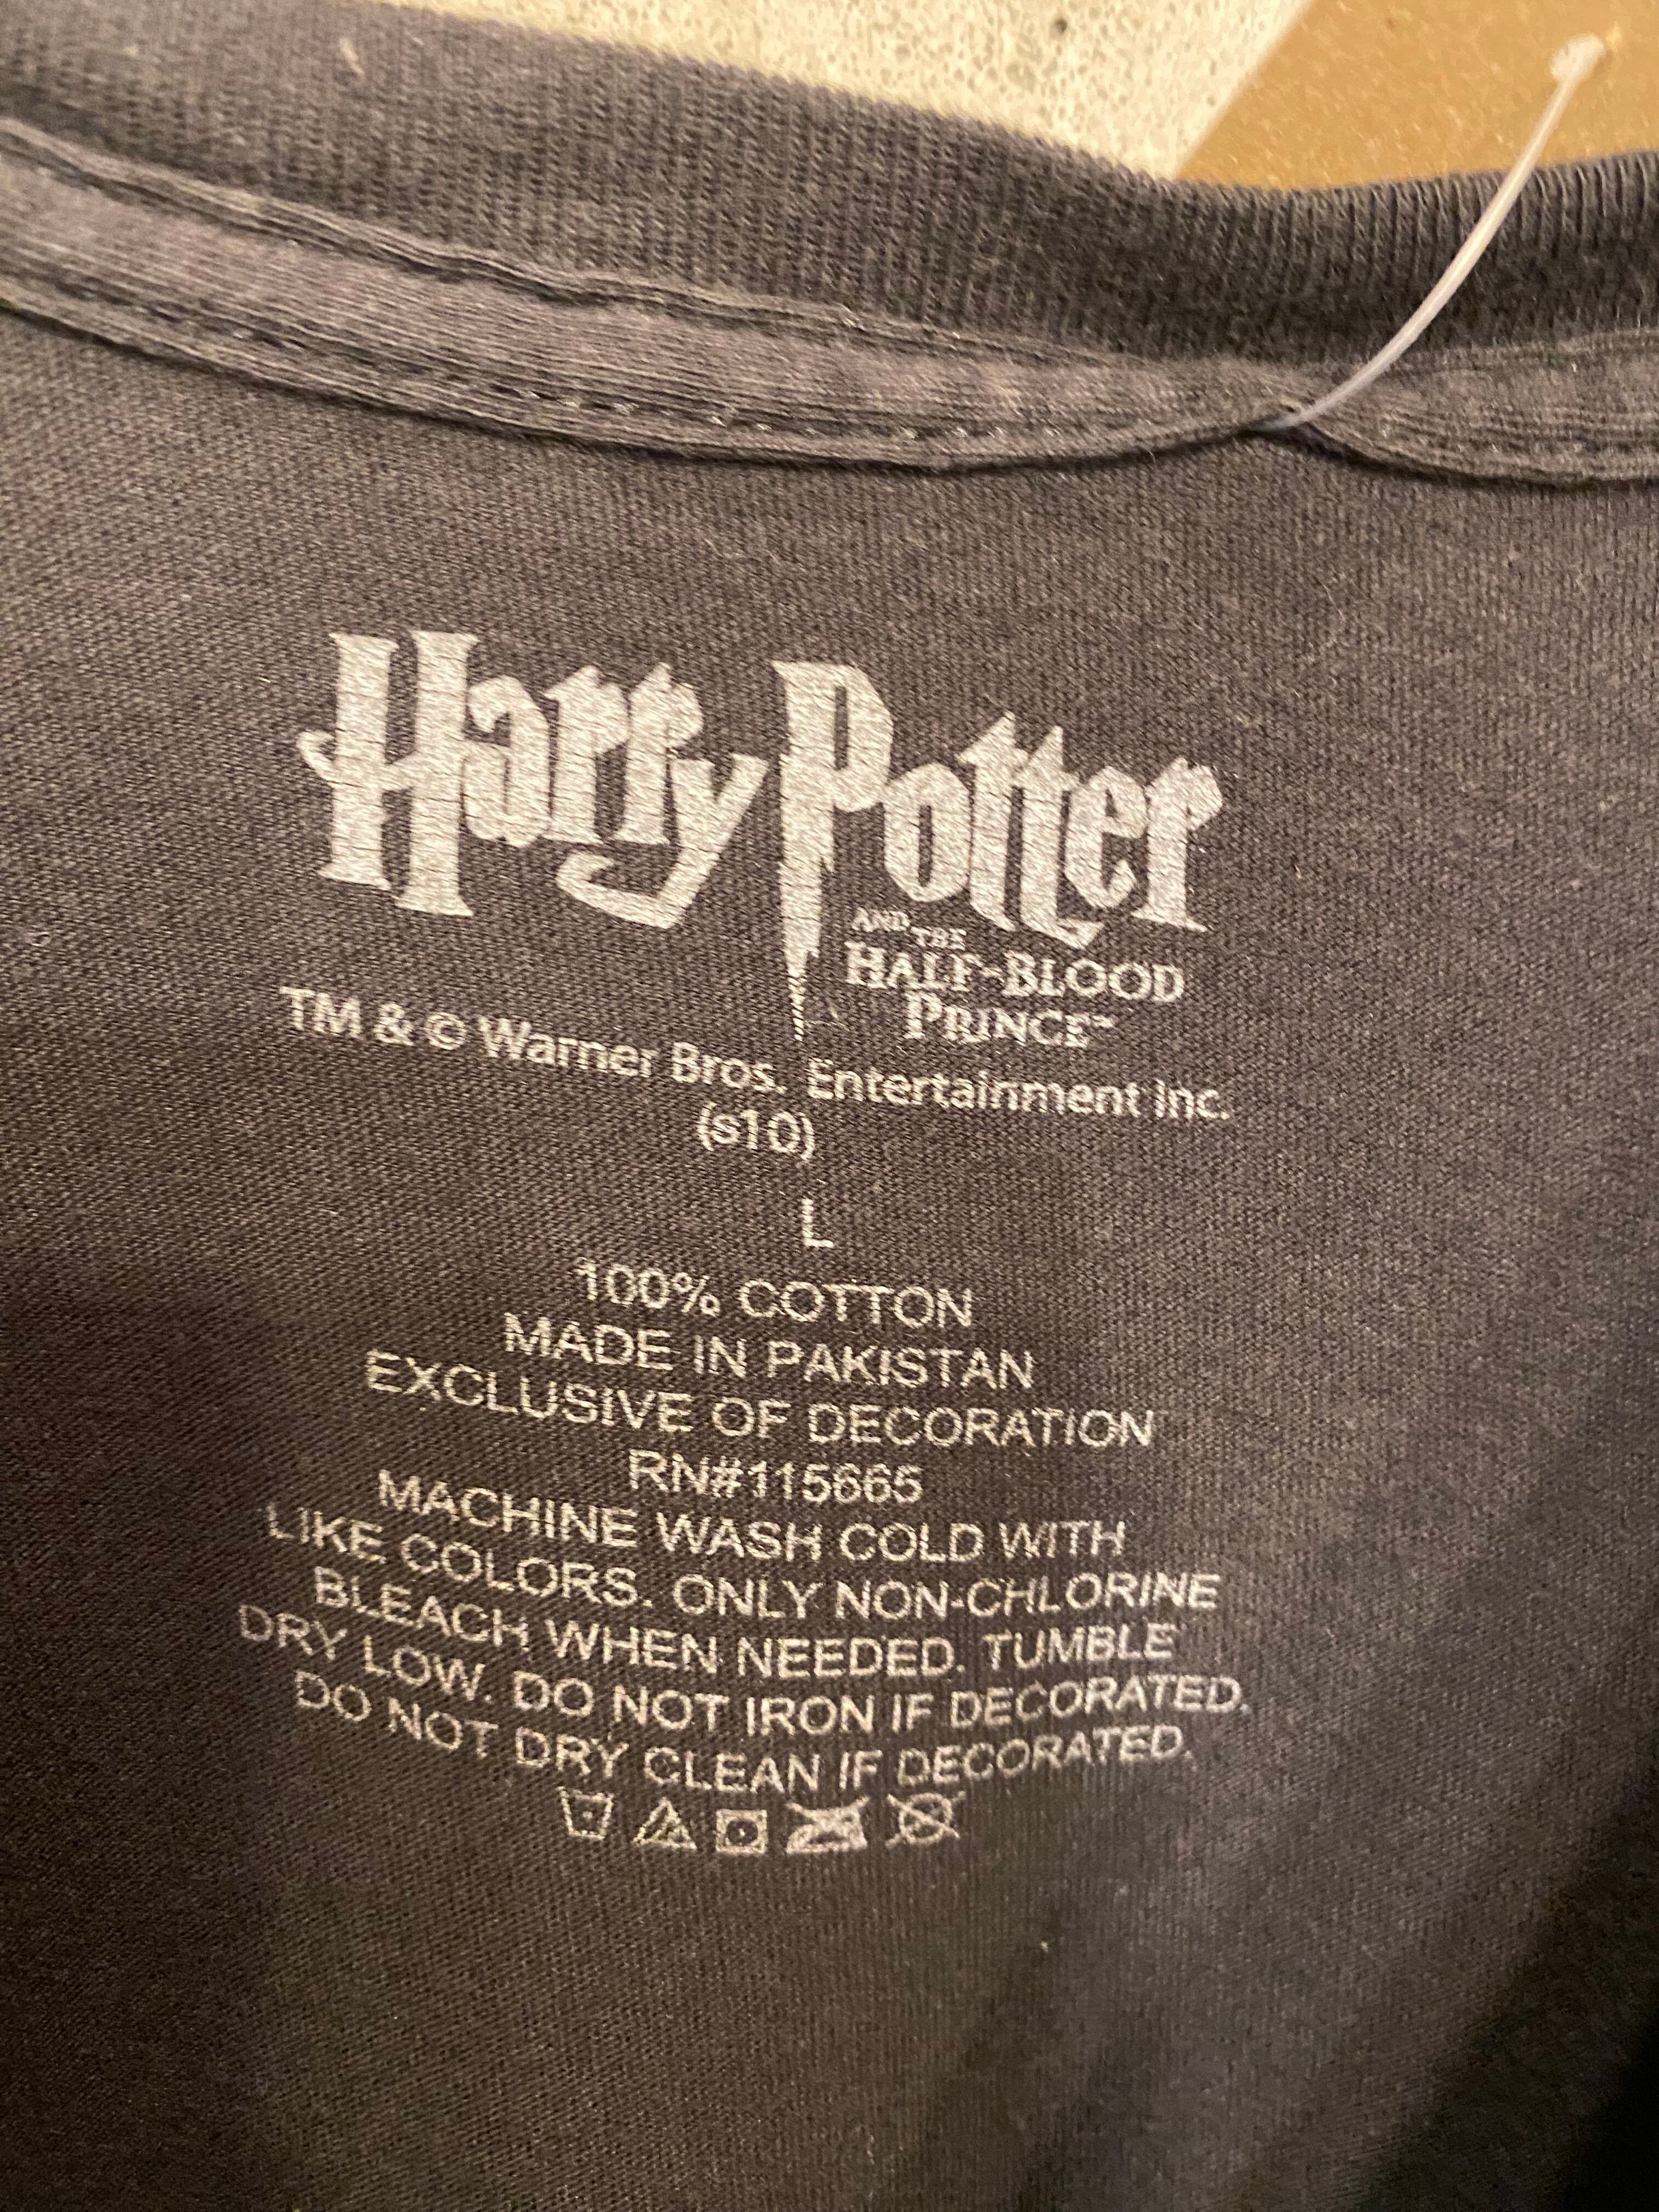 Harry Potter
AND THE
HALF-BLOOD
PRINCE™
TM & © Warner Bros. Entertainment Inc.
(s10)
L
100% COTTON
MADE IN PAKISTAN
EXCLUSIVE OF DECORATION
RN#115665
MACHINE WASH COLD WITH
LIKE COLORS. ONLY NON-CHLORINE
BLEACH WHEN NEEDED. TUMBLE
DRY LOW. DO NOT IRON IF DECORATED.
DO NOT DRY CLEAN IF DECORATED.